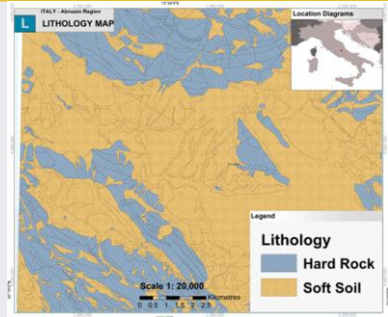 ITALY - Abruzzo Region
L LITHOLOGY MAP
Location Diagrams
Legend
Lithology
Hard Rock
Soft Soil
Scale 1: 20,000
Kilometres
0 0.5 1 1.5 2 2.5